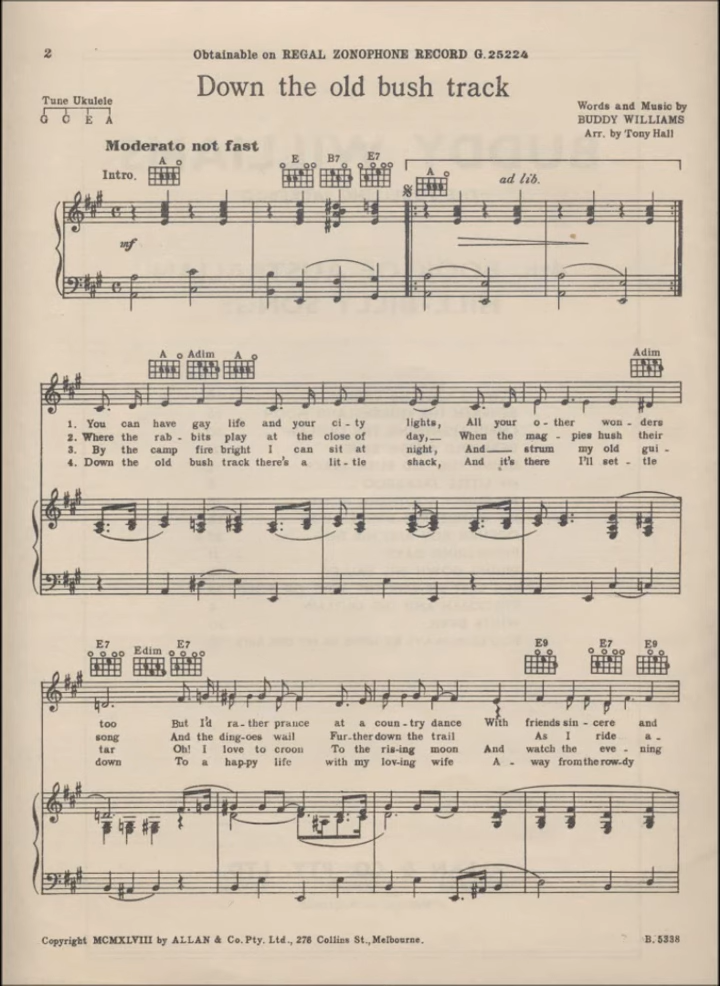 2
Obtainable on REGAL ZONOPHONE RECORD G.25224
Down the old bush track
Tune Ukulele
G C E A
Words and Music by
BUDDY WILLIAMS
Arr. by Tony Hall
Moderato not fast
Intro. A E B7 E7 A ad lib.
mf
A Adim A Adim
1. You can have gay life and your ci-ty lights, All your o-ther won-ders
2. Where the rab-bits play at the close of day, When the mag-pies hush their
3. By the camp fire bright I can sit at night, And strum my old gui-
4. Down the old bush track there's a lit-tle shack, And it's there I'll set-tle
E7 Edim E7 E9 E7 E9
too But I'd ra-ther prance at a coun-try dance With friends sin-cere and
song And the ding-oes wail Fur-ther down the trail As I ride a-
tar Oh! I love to croon To the ris-ing moon And watch the eve-ning
down To a hap-py life with my lov-ing wife A-way from the row-dy
Copyright MCMXLVIII by ALLAN & Co. Pty. Ltd., 276 Collins St., Melbourne.
B. 5338